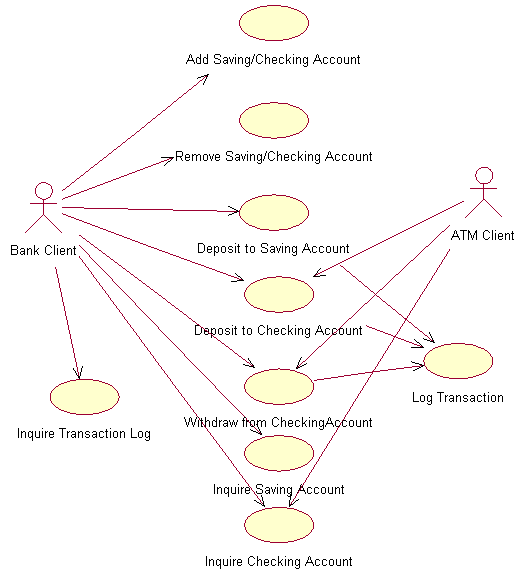 Add Saving/Checking Account
Remove Saving/Checking Account
Bank Client
Deposit to Saving Account
ATM Client
Deposit to Checking Account
Log Transaction
Withdraw from CheckingAccount
Inquire Transaction Log
Inquire Saving Account
Inquire Checking Account